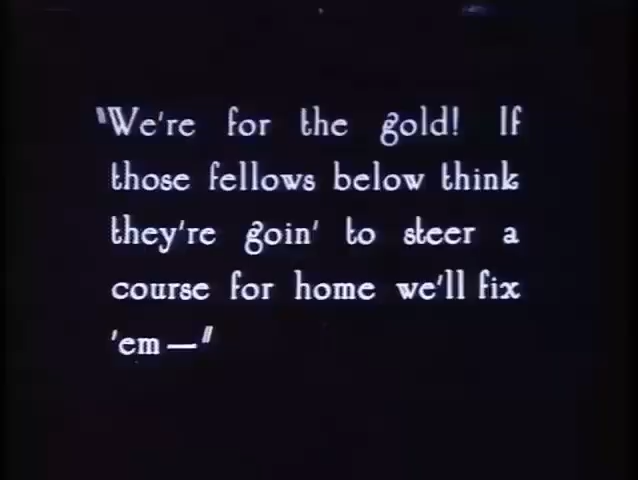 "We're for the gold! If
those fellows below think
they're goin' to steer a
course for home we'll fix
'em—"